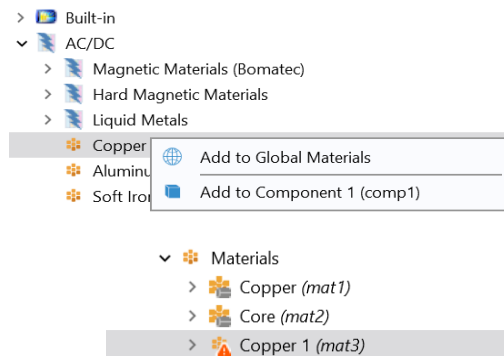 Built-in
AC/DC
Magnetic Materials (Bomatec)
Hard Magnetic Materials
Liquid Metals
Copper
Add to Global Materials
Add to Component 1 (comp1)
Materials
Copper (mat1)
Core (mat2)
Copper 1 (mat3)